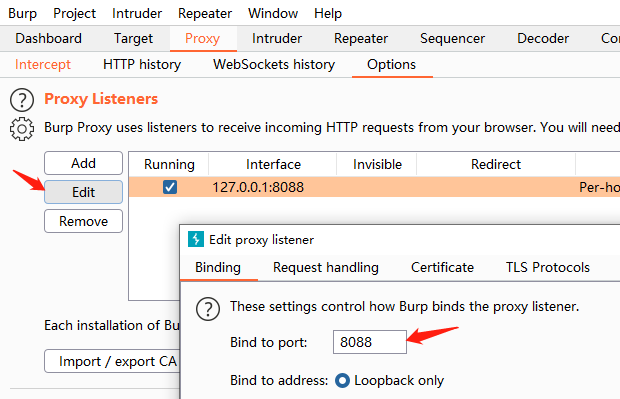 Burp Project Intruder Repeater Window Help
Dashboard Target Proxy Intruder Repeater Sequencer Decoder Co
Intercept HTTP history WebSockets history Options
Proxy Listeners
Burp Proxy uses listeners to receive incoming HTTP requests from your browser. You will need
Add Running Interface Invisible Redirect
Edit 127.0.0.1:8088 Per-ho
Remove
Edit proxy listener
Binding Request handling Certificate TLS Protocols
These settings control how Burp binds the proxy listener.
Each installation of Bu
Bind to port: 8088
Import / export CA
Bind to address: Loopback only